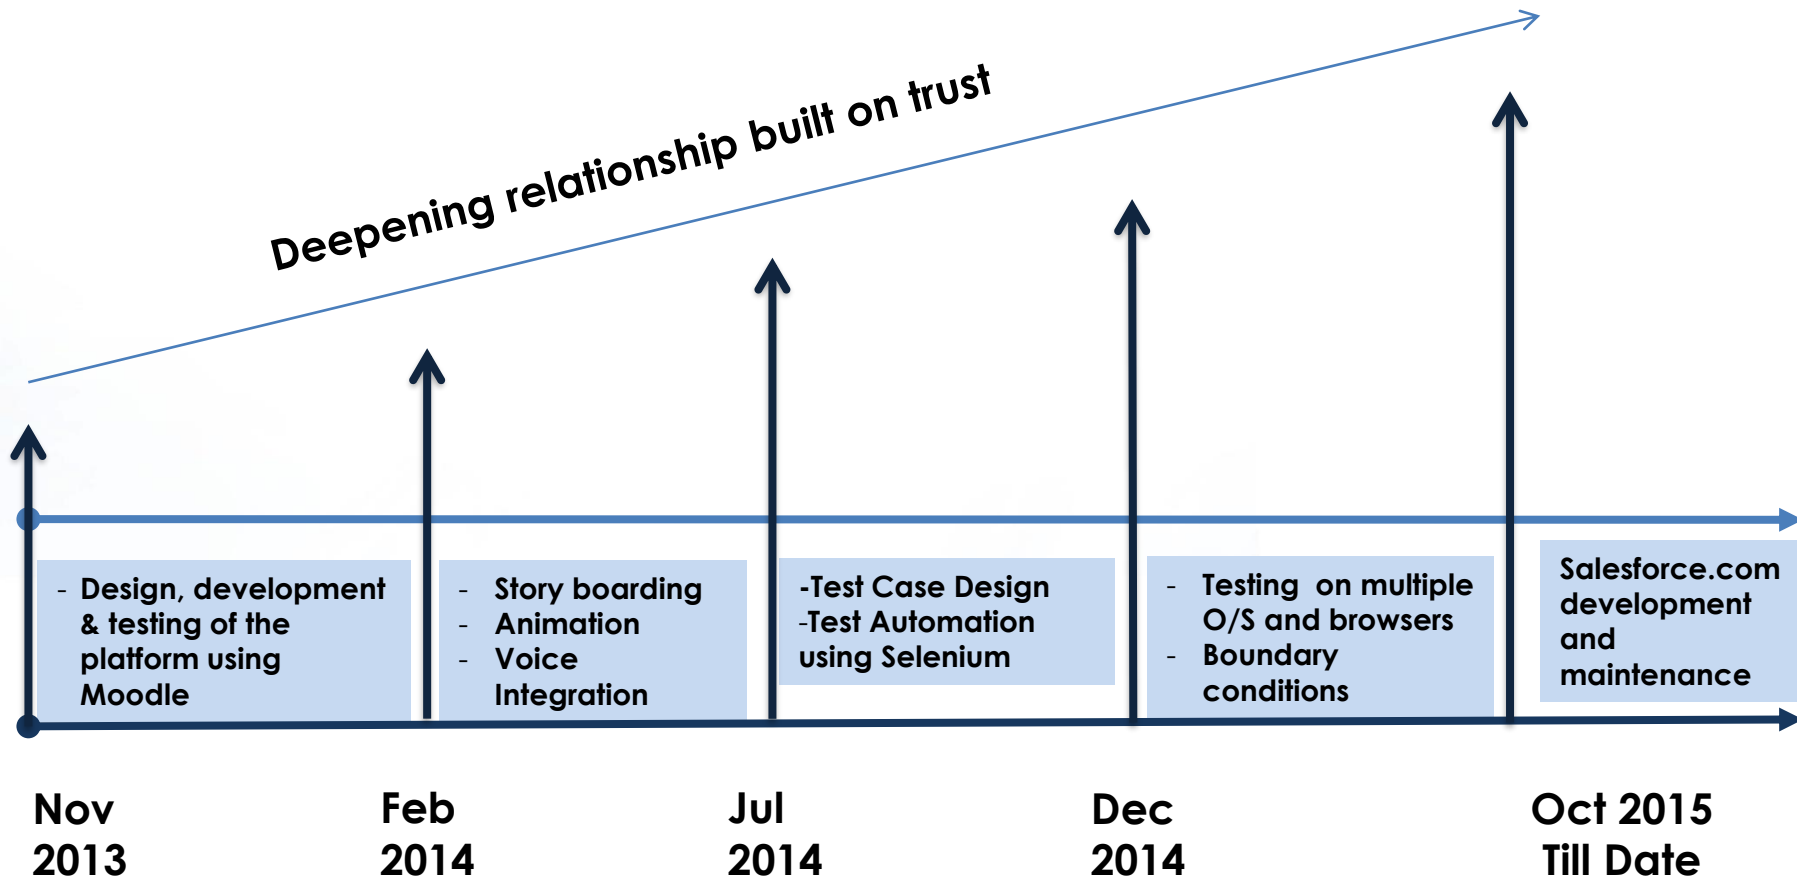 Deepening relationship built on trust
- Design, development
& testing of the
platform using
Moodle
- Story boarding
- Animation
- Voice
Integration
-Test Case Design
-Test Automation
using Selenium
- Testing on multiple
O/S and browsers
- Boundary
conditions
Salesforce.com
development
and
maintenance
Nov
2013
Feb
2014
Jul
2014
Dec
2014
Oct 2015
Till Date